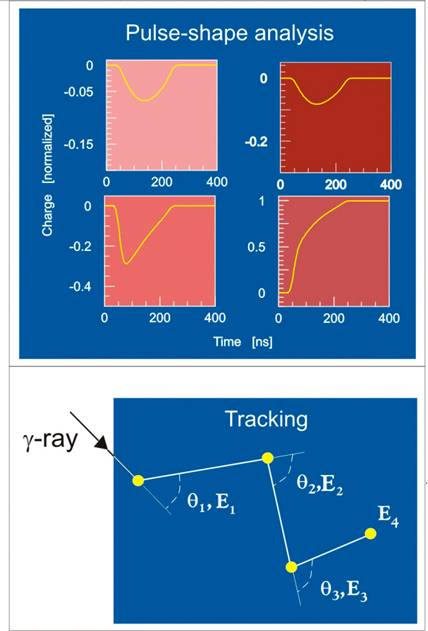 Pulse-shape analysis
Charge [normalized]
0
-0.05
-0.15
0 200 400
0
-0.2
0 200 400
0
-0.2
-0.4
0 200 400
1
0.5
0
0 200 400
Time [ns]
Tracking
γ-ray
θ1, E1
θ2,E2
E4
θ3,E3